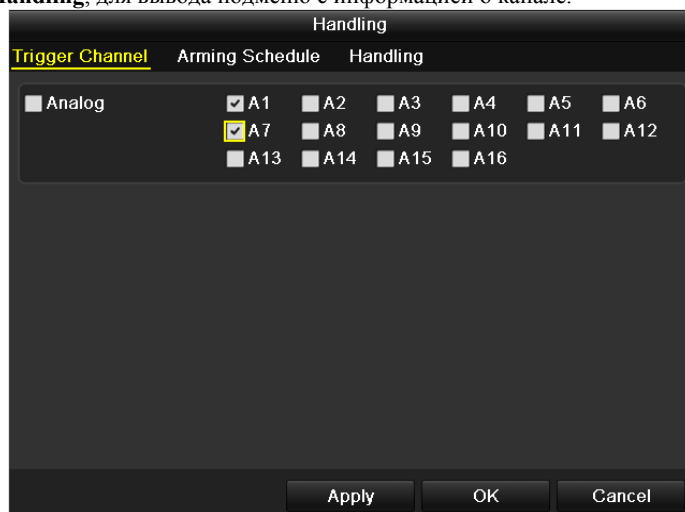 Handling, для вывода подменю с информацией о канале.
Handling
Trigger Channel Arming Schedule Handling
Analog A1 A2 A3 A4 A5 A6
A7 A8 A9 A10 A11 A12
A13 A14 A15 A16
Apply OK Cancel